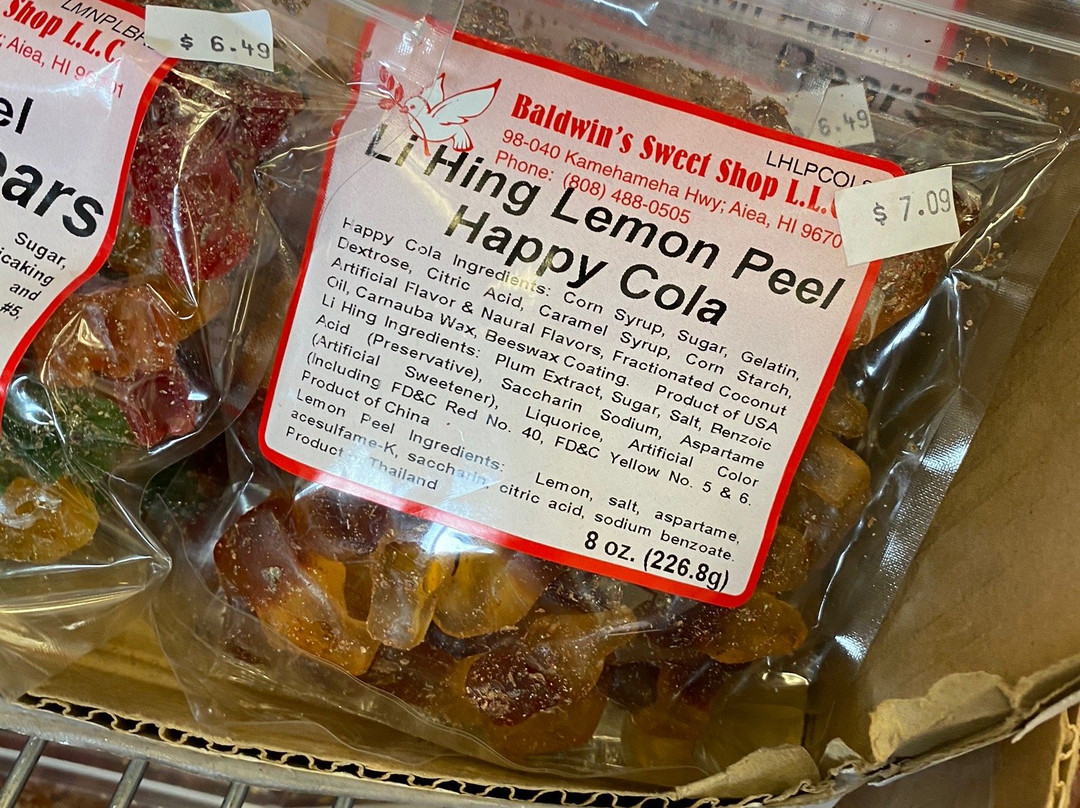 Shop L.L.C
; Aiea, HI 96
el
ears
Sugar,
icaking
and
#5,
$ 6.49
6.49
LHLPCOL
$ 7.09
Baldwin's Sweet Shop L.L.
98-040 Kamehameha Hwy; Aiea, HI 9670
Phone: (808) 488-0505
Li Hing Lemon Peel
Happy Cola
Happy Cola Ingredients: Corn Syrup, Sugar, Gelatin,
Dextrose, Citric Acid, Caramel Syrup, Corn Starch,
Artificial Flavor & Naural Flavors, Fractionated Coconut
Oil, Carnauba Wax, Beeswax Coating. Product of USA
Li Hing Ingredients: Plum Extract, Sugar, Salt, Benzoic
Acid (Preservative), Saccharin Sodium, Aspartame
(Artificial Sweetener), Liquorice, Artificial Color
(Including FD&C Red No. 40, FD&C Yellow No. 5 & 6.
Product of China
Lemon Peel Ingredients: Lemon, salt, aspartame,
acesulfame-K, saccharin, citric acid, sodium benzoate.
Product Thailand
8 oz. (226.8g)